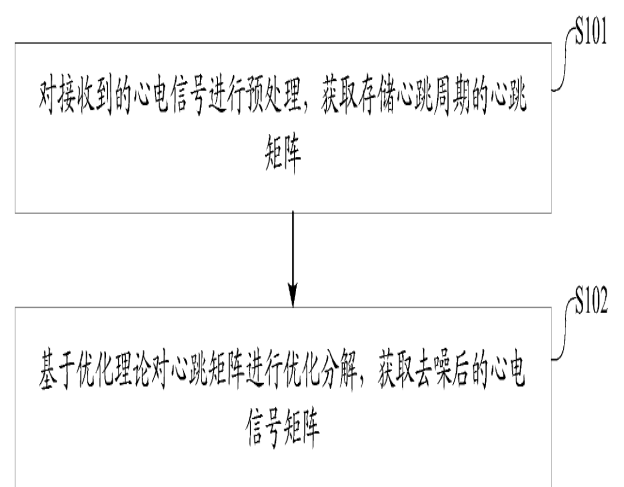 S101
对接收到的心电信号进行预处理，获取存储心跳周期的心跳
矩阵
S102
基于优化理论对心跳矩阵进行优化分解，获取去噪后的心电
信号矩阵